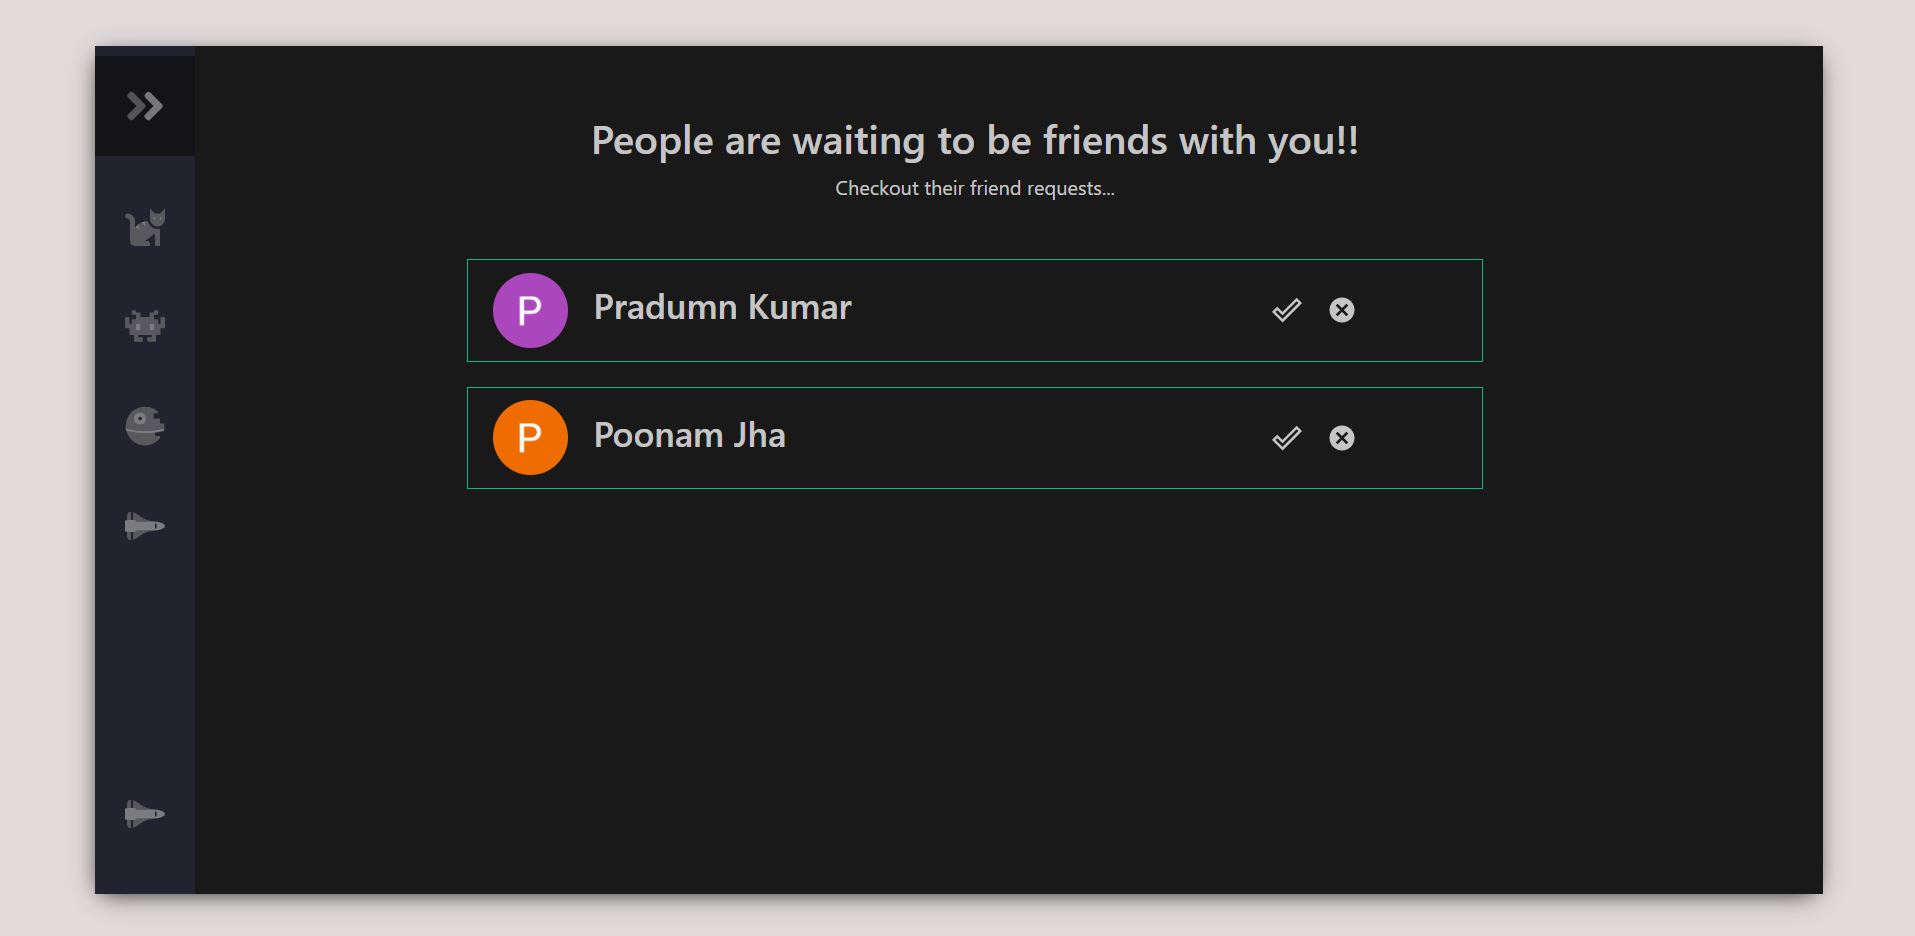 People are waiting to be friends with you!!
Checkout their friend requests...
P Pradumn Kumar
P Poonam Jha